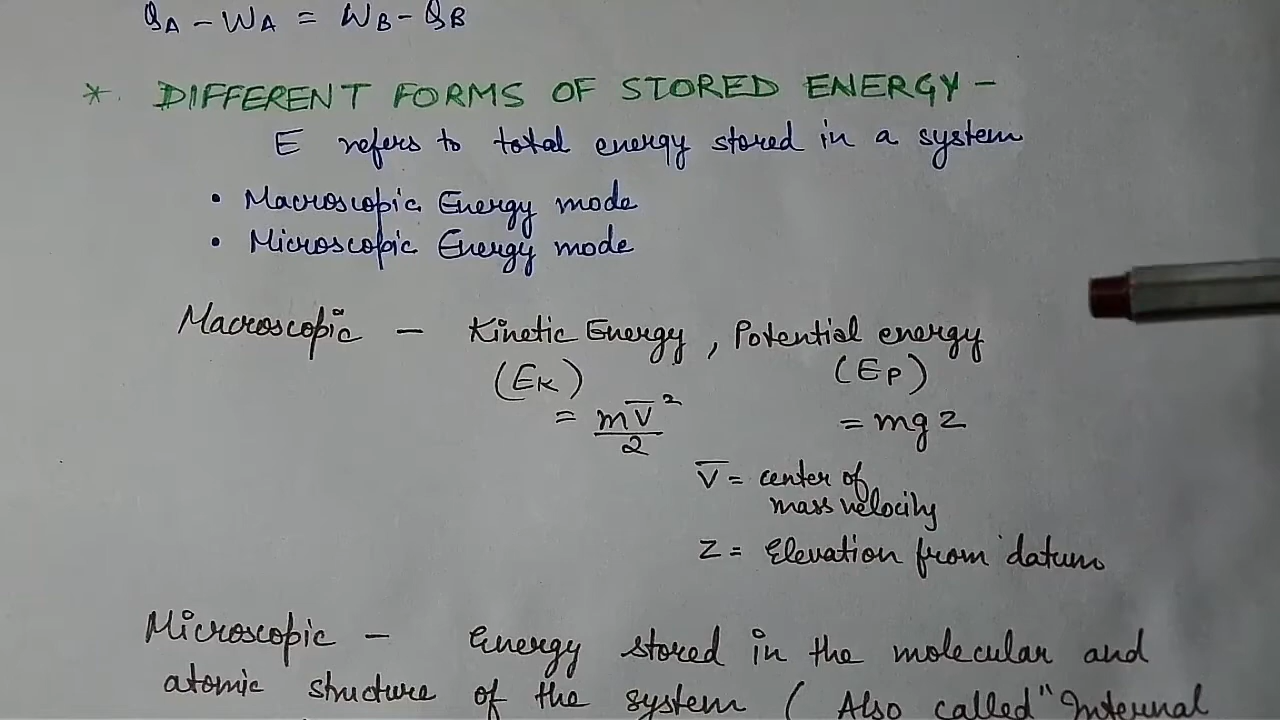 QA - WA = WB - QB
* DIFFERENT FORMS OF STORED ENERGY -
E refers to total energy stored in a system
• Macroscopic Energy mode
• Microscopic Energy mode
Macroscopic - Kinetic Energy, Potential energy
(EK) (EP)
= mV̅²/2 = mgz
V̅ = center of
mass velocity
Z = Elevation from datum
Microscopic - Energy stored in the molecular and
atomic structure of the system ( Also called "Internal